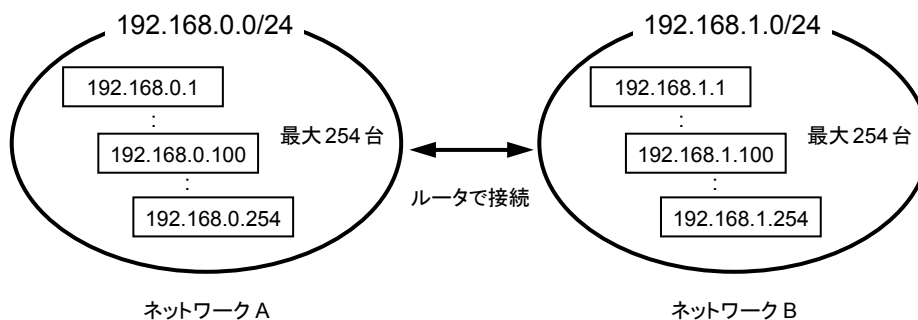 192.168.0.0/24
192.168.0.1
:
192.168.0.100
:
192.168.0.254
最大 254 台
ルータで接続
192.168.1.0/24
192.168.1.1
:
192.168.1.100
:
192.168.1.254
最大 254 台
ネットワーク A
ネットワーク B